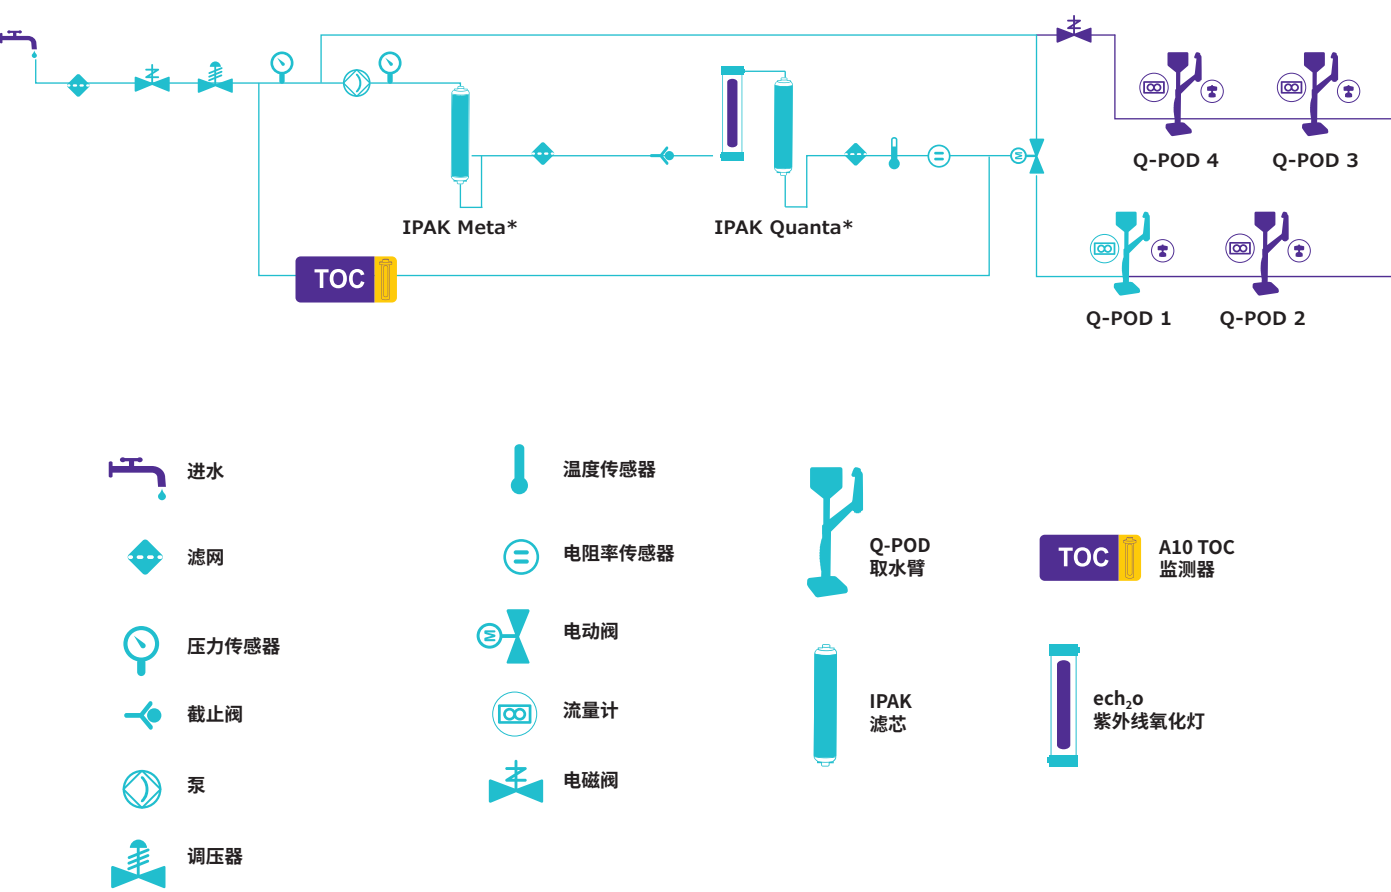 Q-POD 4
Q-POD 3
M
IPAK Meta*
IPAK Quanta*
TOC
Q-POD 1
Q-POD 2
进水
温度传感器
滤网
电阻率传感器
Q-POD
取水臂
TOC
A10 TOC
监测器
压力传感器
M
电动阀
截止阀
流量计
IPAK
滤芯
ech₂o
紫外线氧化灯
泵
电磁阀
调压器